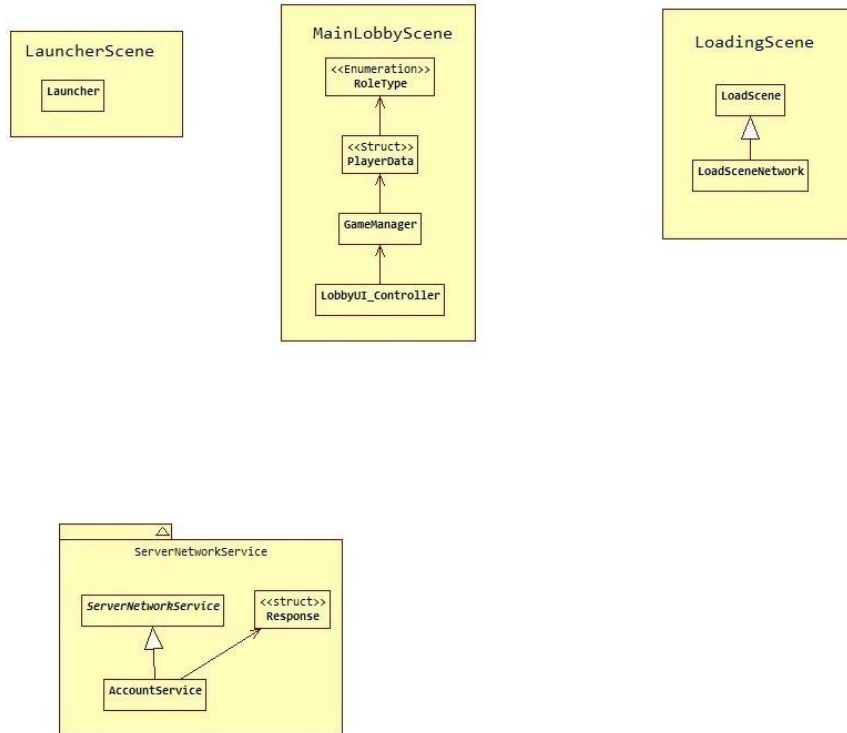 LauncherScene
Launcher
MainLobbyScene
<<Enumeration>>
RoleType
<<Struct>>
PlayerData
GameManager
LobbyUI_Controller
LoadingScene
LoadScene
LoadSceneNetwork
ServerNetworkService
ServerNetworkService
<<struct>>
Response
AccountService